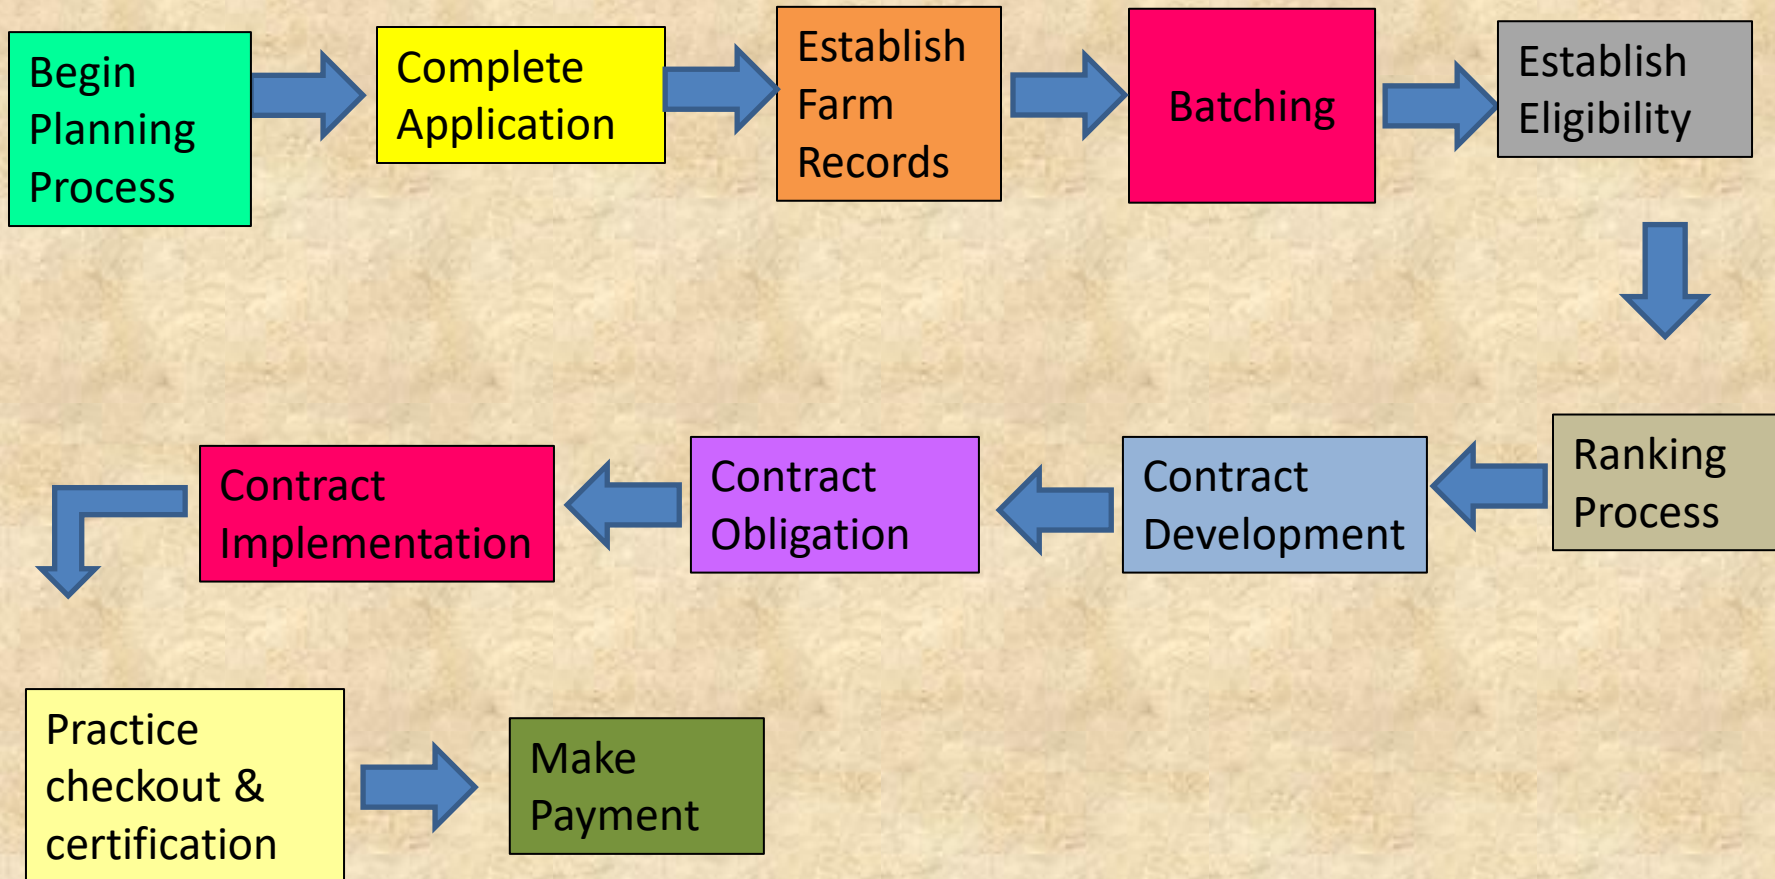 Begin
Planning
Process
Complete
Application
Establish
Farm
Records
Batching
Establish
Eligibility
Ranking
Process
Contract
Development
Contract
Obligation
Contract
Implementation
Practice
checkout &
certification
Make
Payment